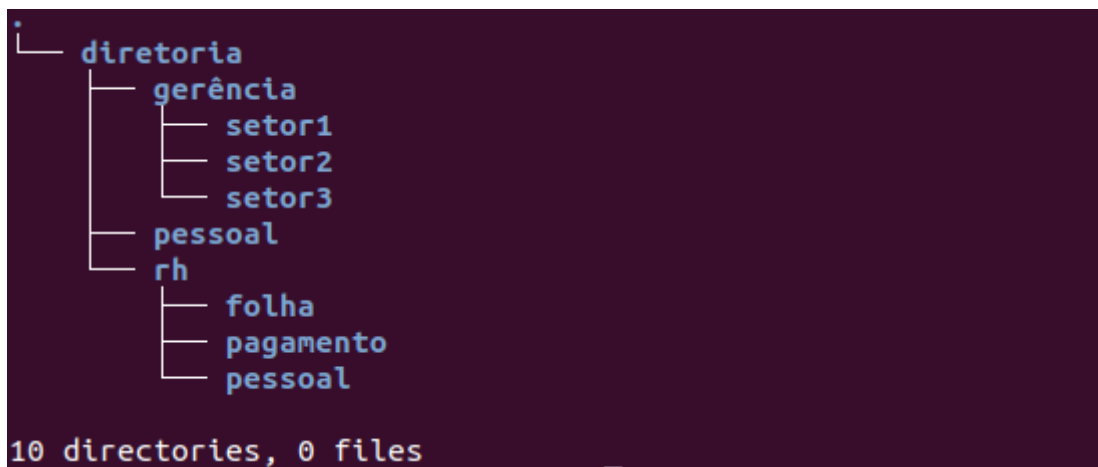 .
└── diretoria
    ├── gerência
    │   ├── setor1
    │   ├── setor2
    │   └── setor3
    ├── pessoal
    └── rh
        ├── folha
        ├── pagamento
        └── pessoal
10 directories, 0 files